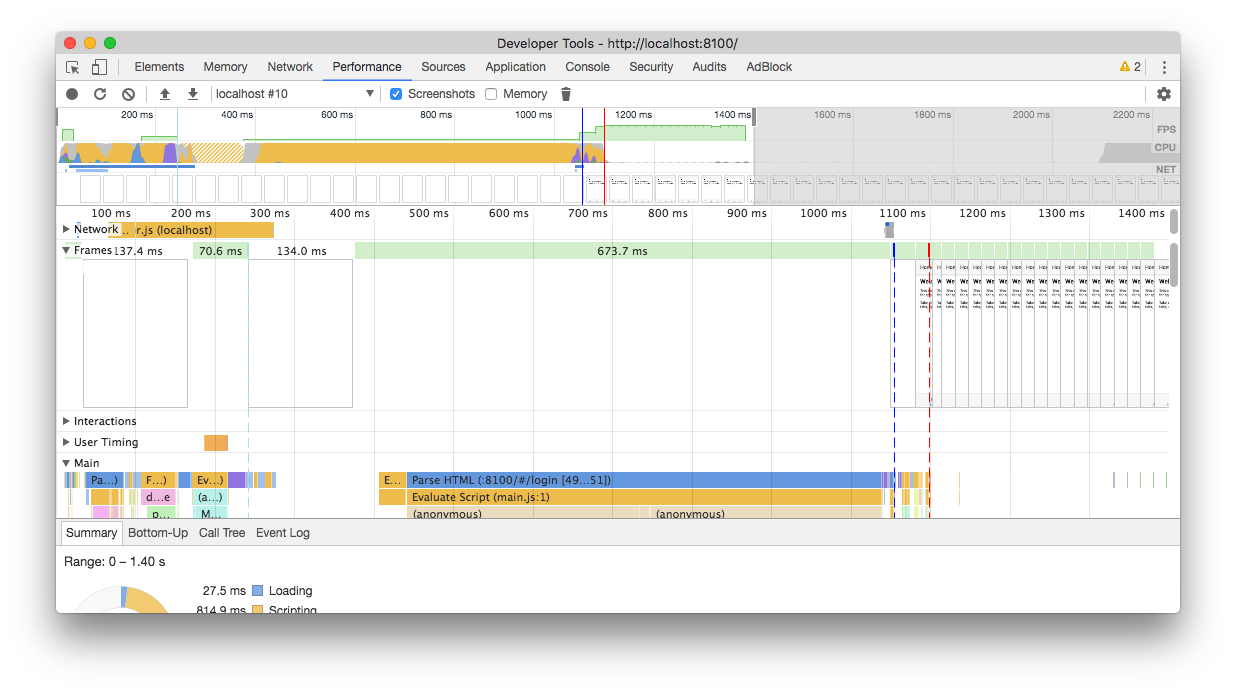 Developer Tools - http://localhost:8100/
Elements Memory Network Performance Sources Application Console Security Audits AdBlock 2
localhost #10 Screenshots Memory
200 ms 400 ms 600 ms 800 ms 1000 ms 1200 ms 1400 ms 1600 ms 1800 ms 2000 ms 2200 ms
FPS
CPU
NET
100 ms 200 ms 300 ms 400 ms 500 ms 600 ms 700 ms 800 ms 900 ms 1000 ms 1100 ms 1200 ms 1300 ms 1400 ms
Network ... r.js (localhost)
Frames 137.4 ms 70.6 ms 134.0 ms 673.7 ms
Interactions
User Timing
Main
Pa...) F...) Ev...) E... Parse HTML (:8100/#/login [49...51])
d...e (a...) Evaluate Script (main.js:1)
p... M... (anonymous) (anonymous)
Summary Bottom-Up Call Tree Event Log
Range: 0 – 1.40 s
27.5 ms Loading
814.9 ms Scripting